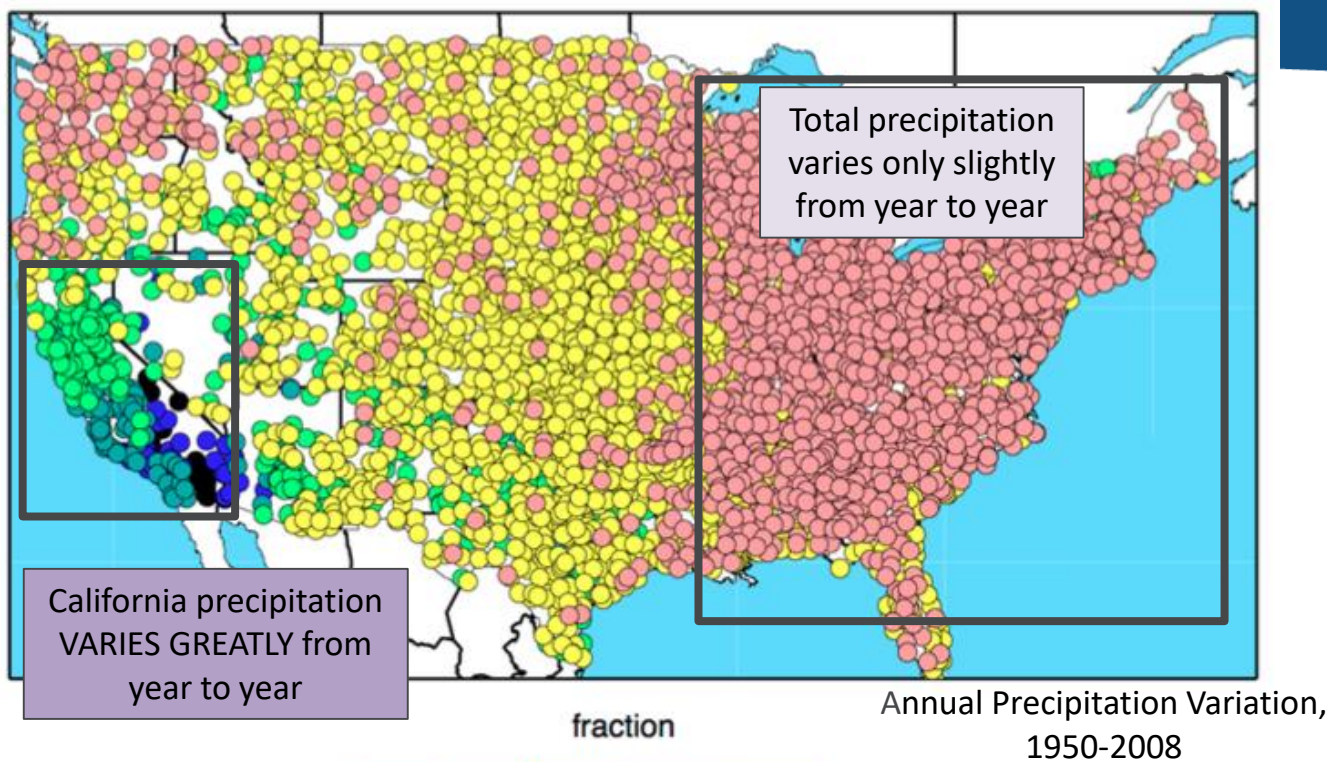 Total precipitation
varies only slightly
from year to year
California precipitation
VARIES GREATLY from
year to year
fraction
Annual Precipitation Variation,
1950-2008